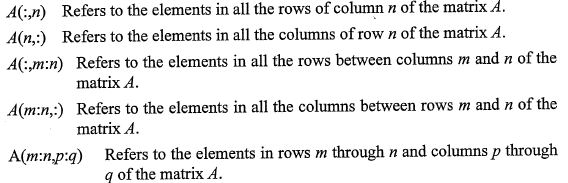 A(:,n) Refers to the elements in all the rows of column n of the matrix A.
A(n,:) Refers to the elements in all the columns of row n of the matrix A.
A(:,m:n) Refers to the elements in all the rows between columns m and n of the
matrix A.
A(m:n,:) Refers to the elements in all the columns between rows m and n of the
matrix A.
A(m:n,p:q) Refers to the elements in rows m through n and columns p through
q of the matrix A.